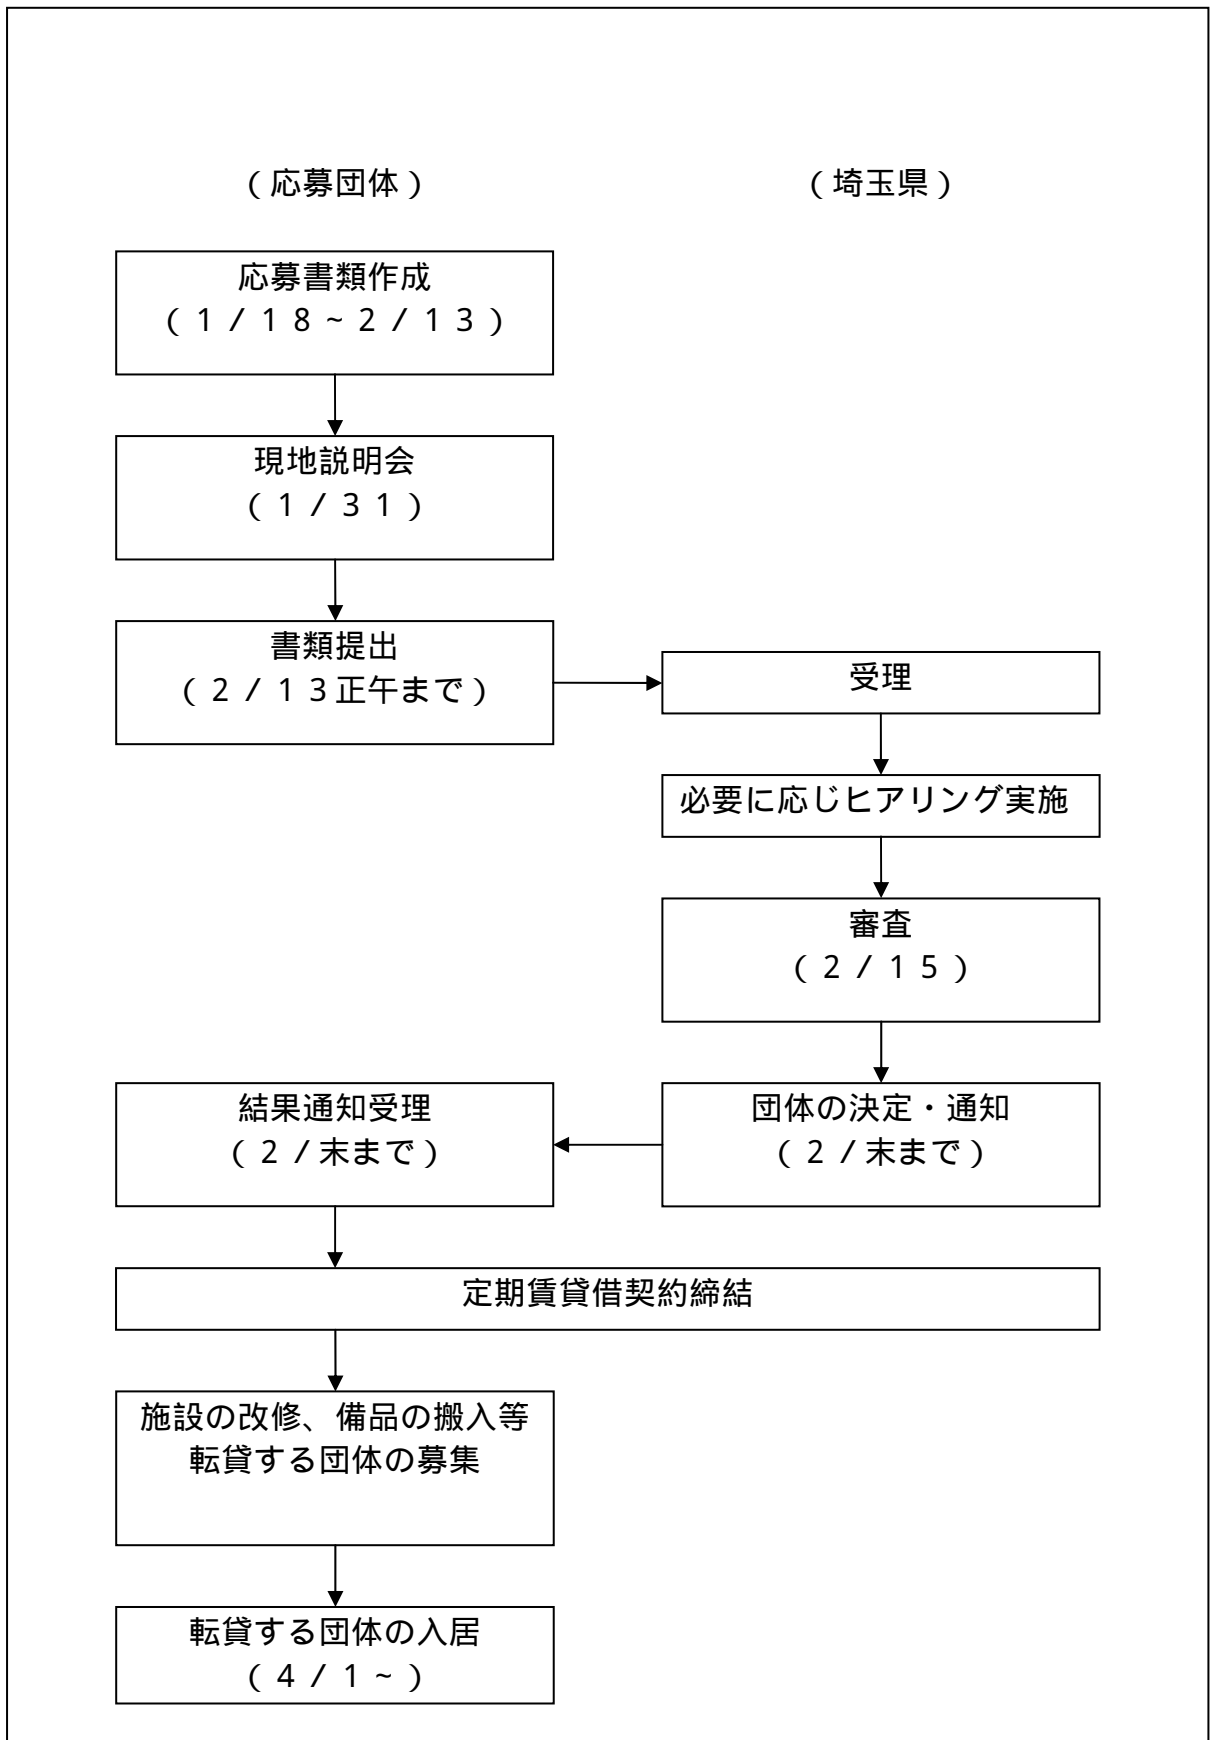 （応募団体）
（埼玉県）
応募書類作成
（１／１８~２／１３）
現地説明会
（１／３１）
書類提出
（２／１３正午まで）
受理
必要に応じヒアリング実施
審査
（２／１５）
団体の決定・通知
（２／末まで）
結果通知受理
（２／末まで）
定期賃貸借契約締結
施設の改修、備品の搬入等
転貸する団体の募集
転貸する団体の入居
（４／１~）